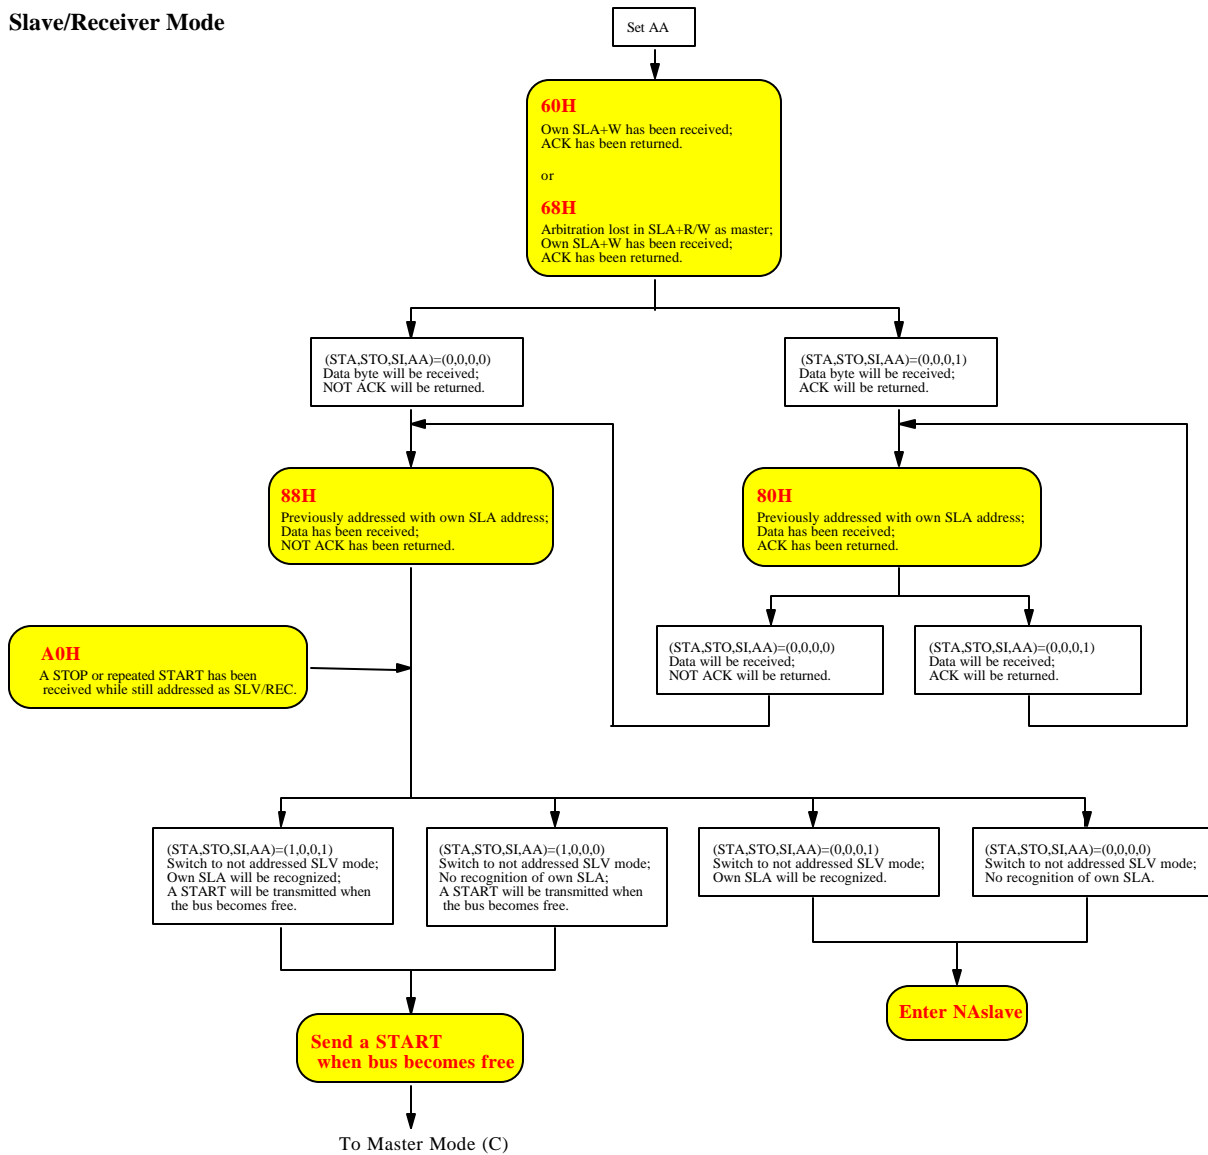 Slave/Receiver Mode
Set AA
60H
Own SLA+W has been received;
ACK has been returned.
or
68H
Arbitration lost in SLA+R/W as master;
Own SLA+W has been received;
ACK has been returned.
(STA,STO,SI,AA)=(0,0,0,0)
Data byte will be received;
NOT ACK will be returned.
(STA,STO,SI,AA)=(0,0,0,1)
Data byte will be received;
ACK will be returned.
88H
Previously addressed with own SLA address;
Data has been received;
NOT ACK has been returned.
80H
Previously addressed with own SLA address;
Data has been received;
ACK has been returned.
A0H
A STOP or repeated START has been
received while still addressed as SLV/REC.
(STA,STO,SI,AA)=(0,0,0,0)
Data will be received;
NOT ACK will be returned.
(STA,STO,SI,AA)=(0,0,0,1)
Data will be received;
ACK will be returned.
(STA,STO,SI,AA)=(1,0,0,1)
Switch to not addressed SLV mode;
Own SLA will be recognized;
A START will be transmitted when
the bus becomes free.
(STA,STO,SI,AA)=(1,0,0,0)
Switch to not addressed SLV mode;
No recognition of own SLA;
A START will be transmitted when
the bus becomes free.
(STA,STO,SI,AA)=(0,0,0,1)
Switch to not addressed SLV mode;
Own SLA will be recognized.
(STA,STO,SI,AA)=(0,0,0,0)
Switch to not addressed SLV mode;
No recognition of own SLA.
Send a START
when bus becomes free
Enter NAslave
To Master Mode (C)